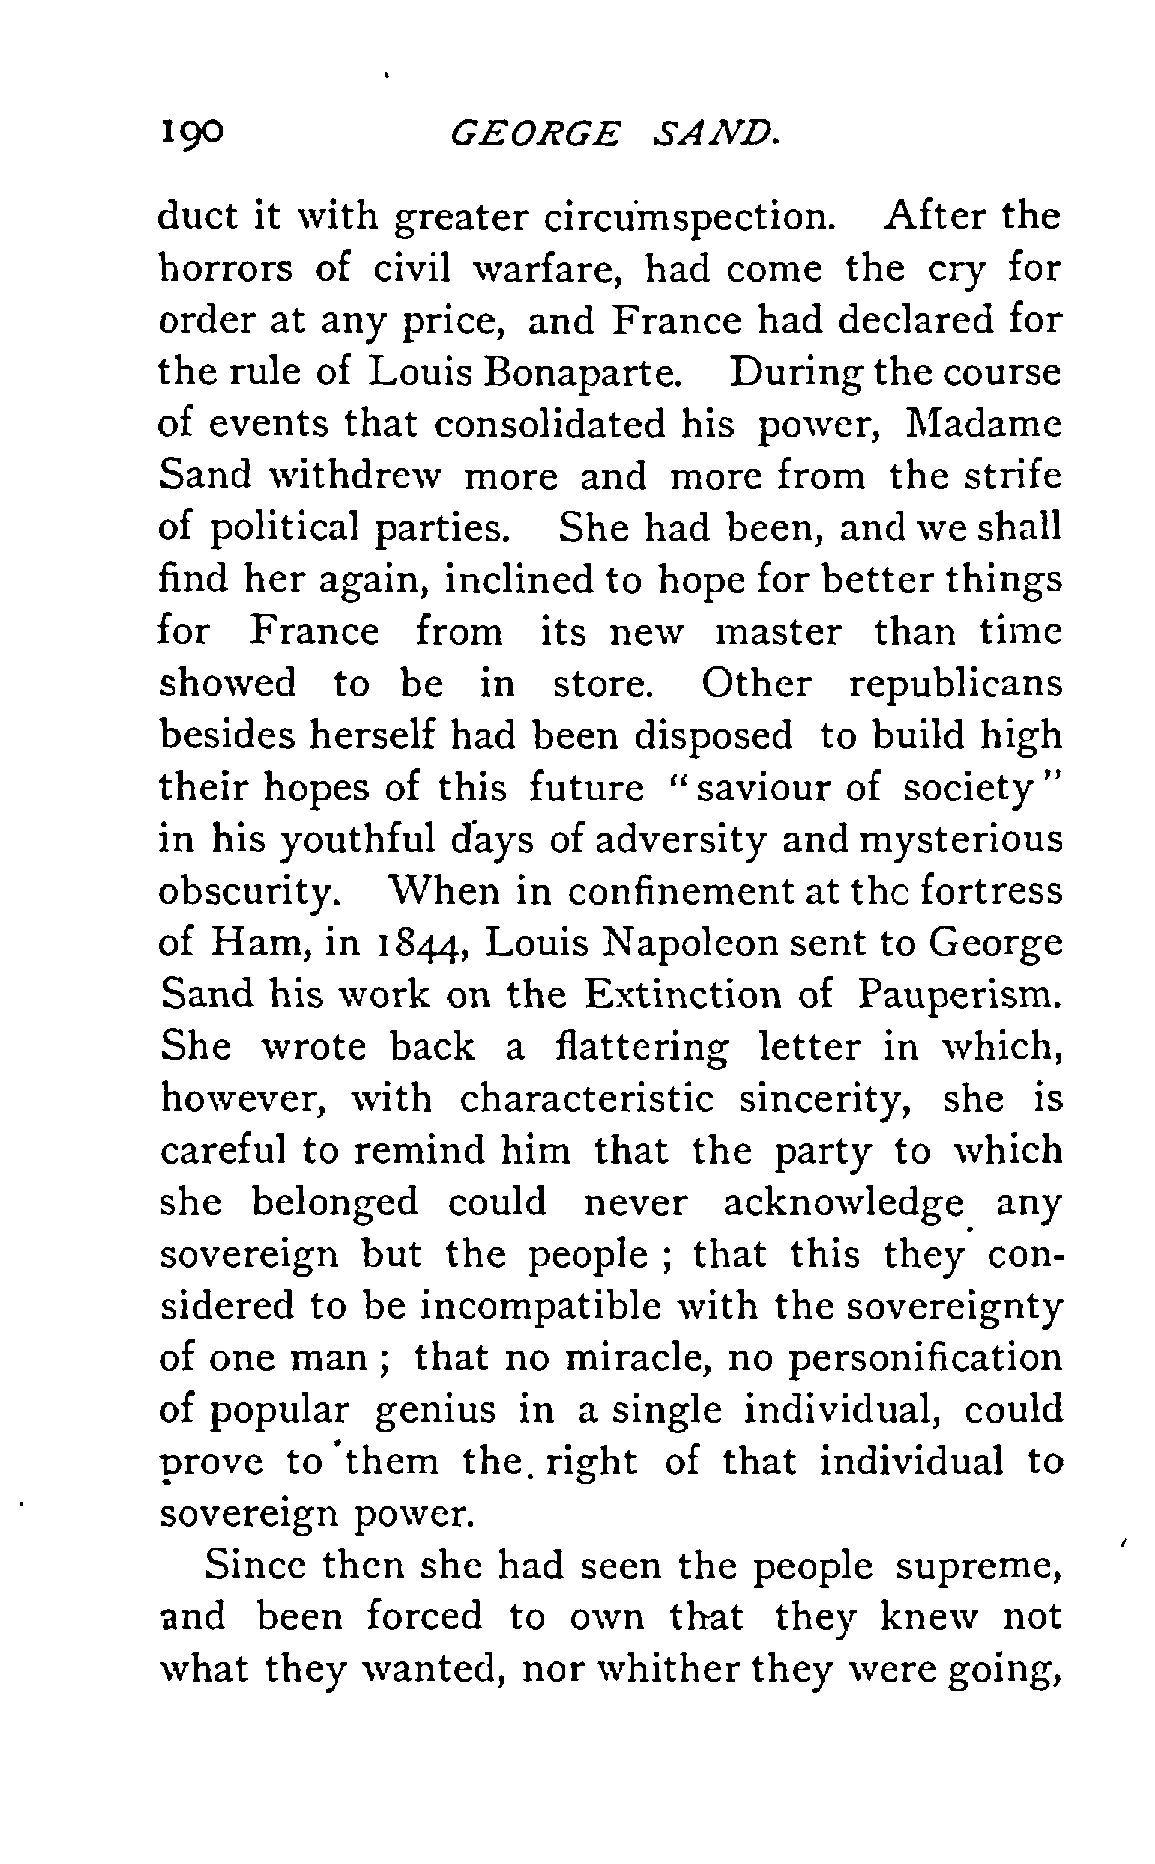 190 GEORGE SAND.
duct it with greater circumspection. After the
horrors of civil warfare, had come the cry for
order at any price, and France had declared for
the rule of Louis Bonaparte. During the course
of events that consolidated his power, Madame
Sand withdrew more and more from the strife
of political parties. She had been, and we shall
find her again, inclined to hope for better things
for France from its new master than time
showed to be in store. Other republicans
besides herself had been disposed to build high
their hopes of this future "saviour of society"
in his youthful days of adversity and mysterious
obscurity. When in confinement at the fortress
of Ham, in 1844, Louis Napoleon sent to George
Sand his work on the Extinction of Pauperism.
She wrote back a flattering letter in which,
however, with characteristic sincerity, she is
careful to remind him that the party to which
she belonged could never acknowledge any
sovereign but the people ; that this they con-
sidered to be incompatible with the sovereignty
of one man ; that no miracle, no personification
of popular genius in a single individual, could
prove to them the right of that individual to
sovereign power.
Since then she had seen the people supreme,
and been forced to own that they knew not
what they wanted, nor whither they were going,